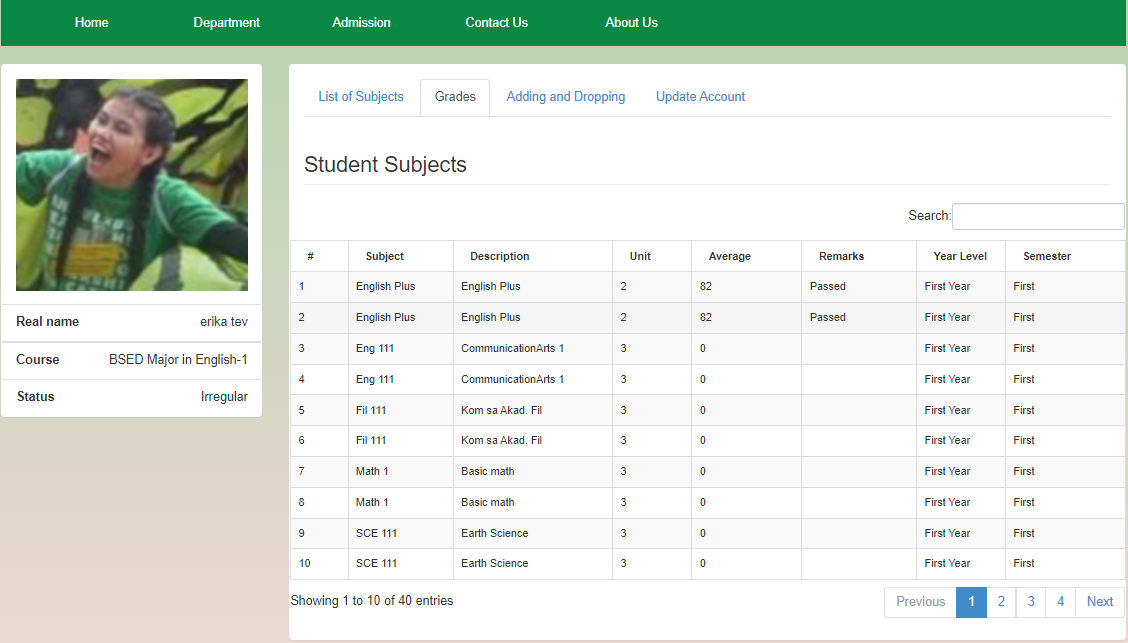 Home Department Admission Contact Us About Us
List of Subjects Grades Adding and Dropping Update Account
Student Subjects
Search:
# Subject Description Unit Average Remarks Year Level Semester
1 English Plus English Plus 2 82 Passed First Year First
2 English Plus English Plus 2 82 Passed First Year First
3 Eng 111 CommunicationArts 1 3 0 First Year First
4 Eng 111 CommunicationArts 1 3 0 First Year First
5 Fil 111 Kom sa Akad. Fil 3 0 First Year First
6 Fil 111 Kom sa Akad. Fil 3 0 First Year First
7 Math 1 Basic math 3 0 First Year First
8 Math 1 Basic math 3 0 First Year First
9 SCE 111 Earth Science 3 0 First Year First
10 SCE 111 Earth Science 3 0 First Year First
Showing 1 to 10 of 40 entries
Previous 1 2 3 4 Next
Real name erika tev
Course BSED Major in English-1
Status Irregular